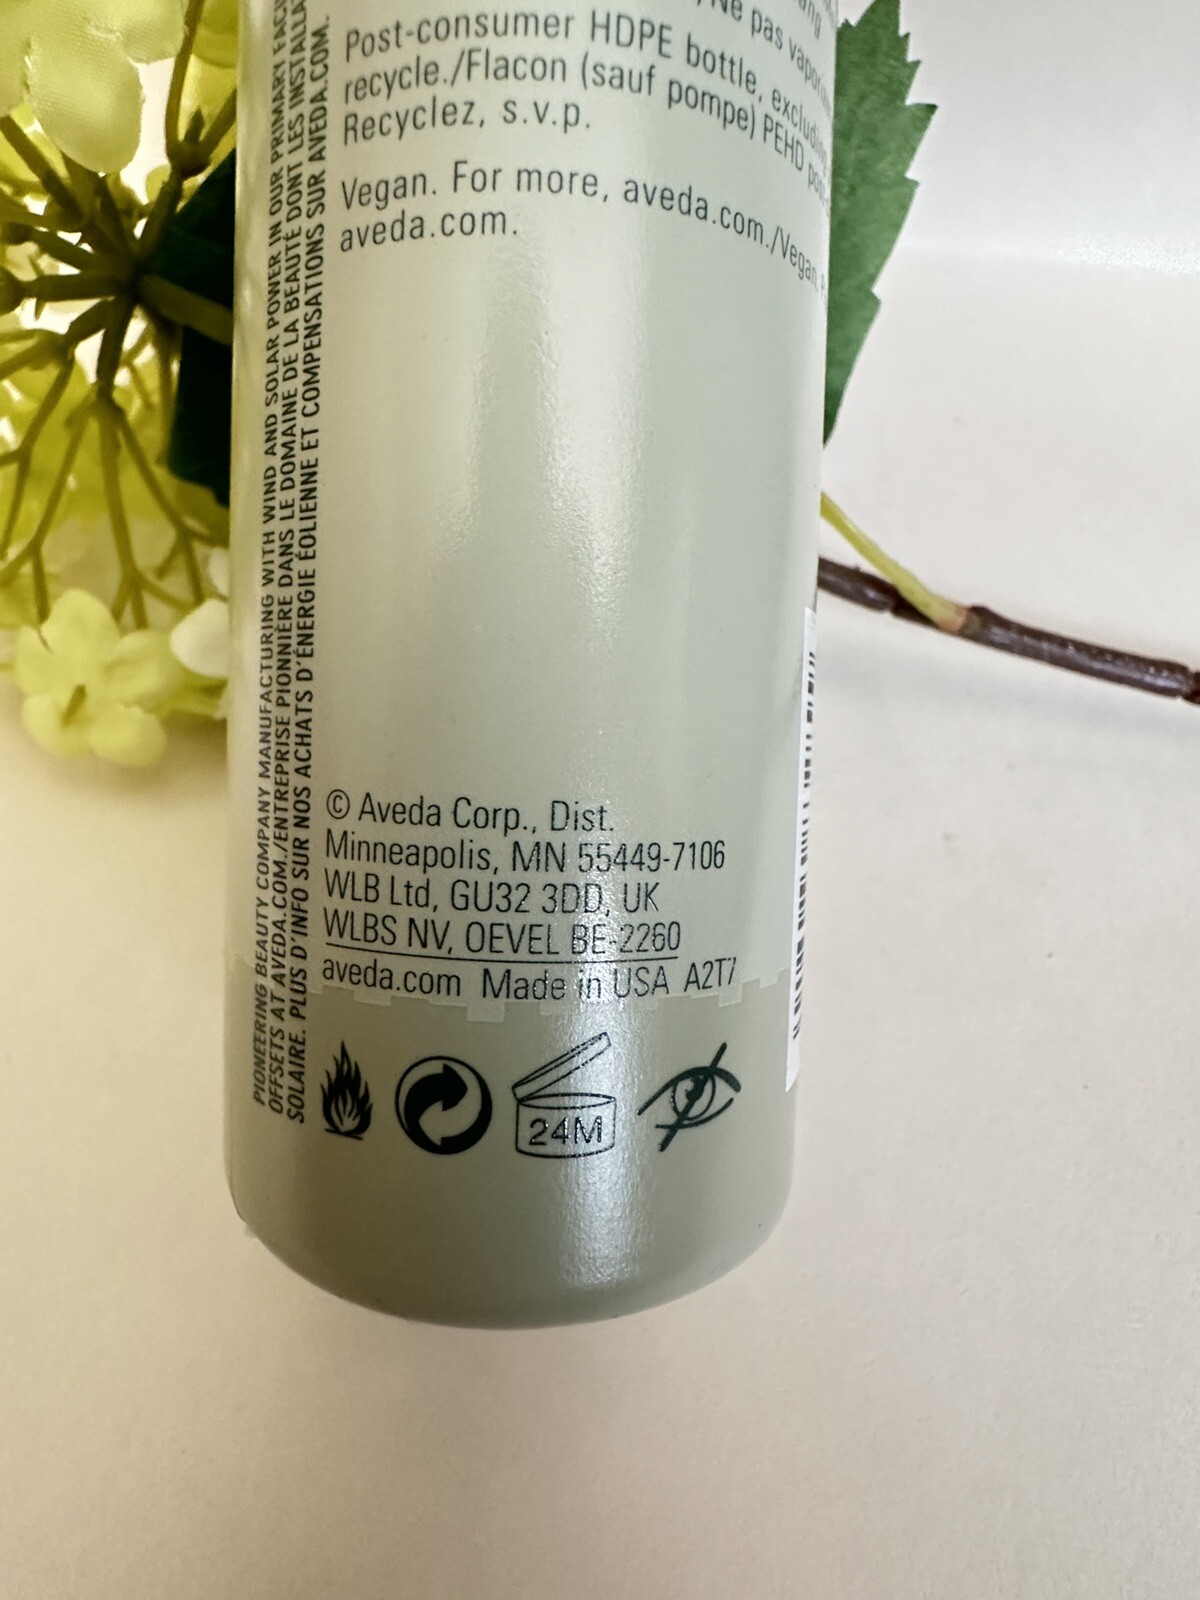 Ne pas
Post-consumer HDPE bottle, excluding
recycle./Flacon (sauf pompe) PEHD
Recyclez, s.v.p.
Vegan. For more, aveda.com./Vegan.
aveda.com.
© Aveda Corp., Dist.
Minneapolis, MN 55449-7106
WLB Ltd, GU32 3DD, UK
WLBS NV, OEVEL BE-2260
aveda.com Made in USA A2T7
24M
PIONEERING BEAUTY COMPANY MANUFACTURING WITH WIND AND SOLAR POWER IN OUR PRIMARY
OFFSETS AT AVEDA.COM./ENTREPRISE PIONNIÈRE DANS LE DOMAINE DE LA BEAUTÉ DONT LES
SOLAIRE. PLUS D'INFO SUR NOS ACHATS D'ÉNERGIE ÉOLIENNE ET COMPENSATIONS SUR AVEDA.COM.